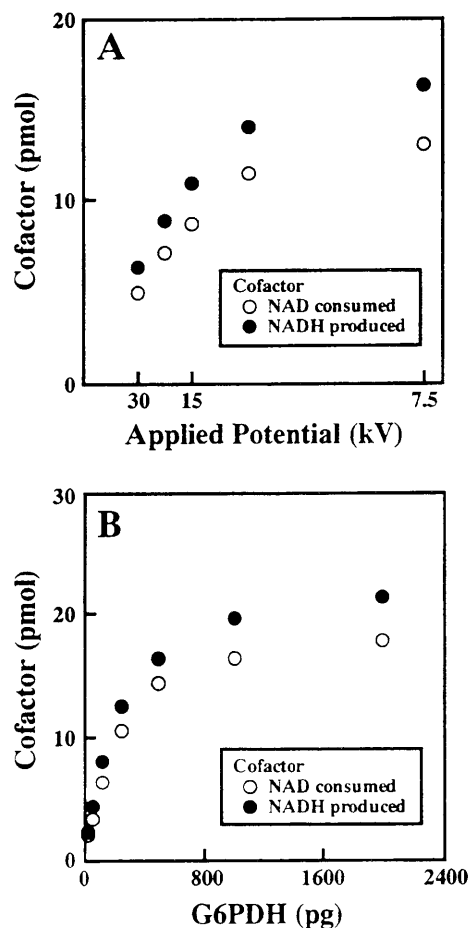 A
20
10
0
Cofactor (pmol)
Cofactor
○ NAD consumed
● NADH produced
30 15 7.5
Applied Potential (kV)
B
30
20
10
0
Cofactor (pmol)
Cofactor
○ NAD consumed
● NADH produced
0 800 1600 2400
G6PDH (pg)